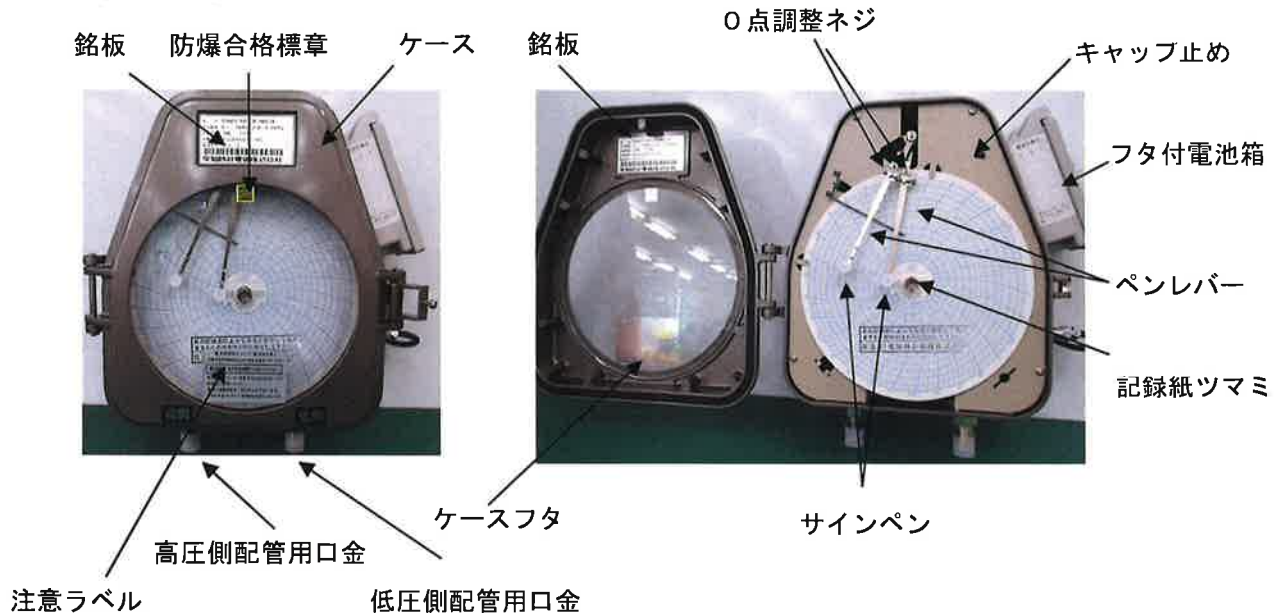 0点調整ネジ
銘板
防爆合格標章
ケース
銘板
キャップ止め
フタ付電池箱
ペンレバー
記録紙ツマミ
ケースフタ
サインペン
高圧側配管用口金
注意ラベル
低圧側配管用口金